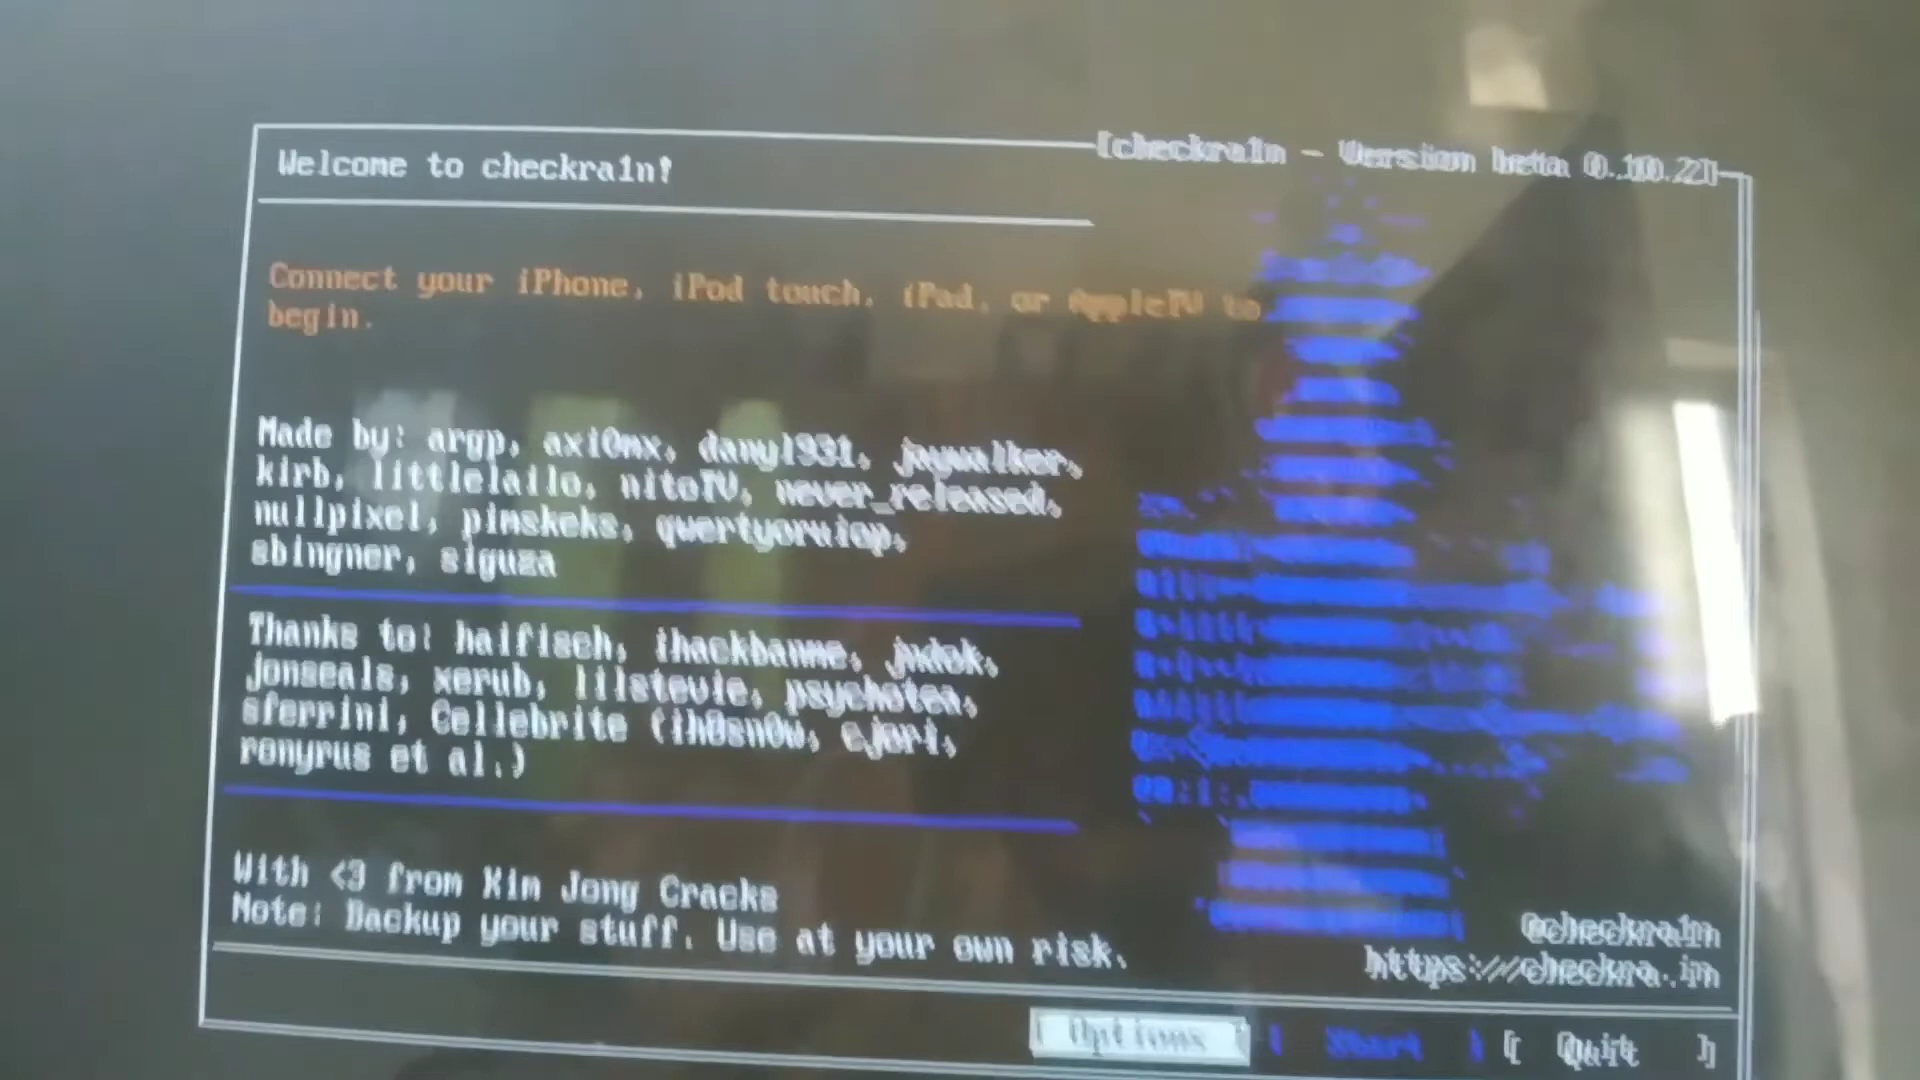 Welcome to checkra1n!
[checkra1n - Version beta 0.10.2]
Connect your iPhone, iPod touch, iPad, or AppleTV to
begin.
Made by: argp, axi0mx, danyl931, jaywalker,
kirb, littlelailo, nitoTV, never_released,
nullpixel, pimskeks, qwertyoruiop,
sbingner, siguza
Thanks to: haifisch, ihackbanme, jndok,
jonseals, xerub, lilstevie, psychotea,
sferrini, Cellebrite (ih8sn0w, cjori,
ronyrus et al.)
With <3 from Kim Jong Cracks
Note: Backup your stuff. Use at your own risk.
@checkra1n
https://checkra.in
[ Options ] [ Start ] [ Quit ]